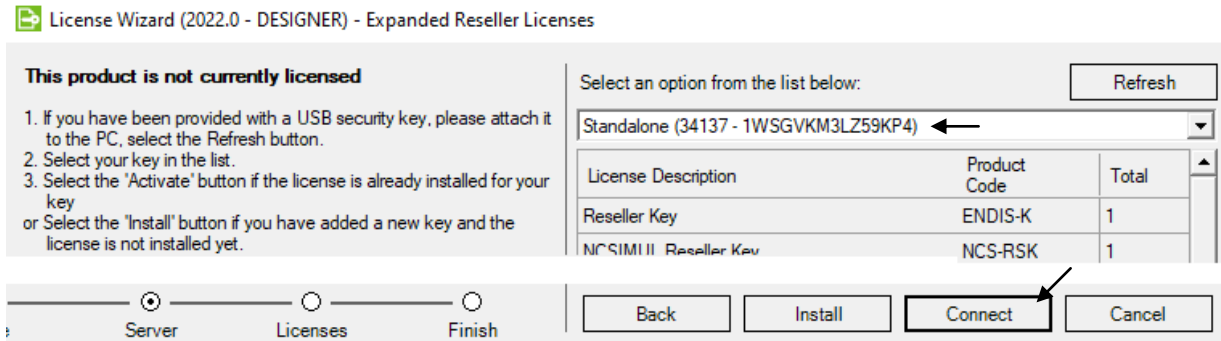 License Wizard (2022.0 - DESIGNER) - Expanded Reseller Licenses
This product is not currently licensed
1. If you have been provided with a USB security key, please attach it
to the PC, select the Refresh button.
2. Select your key in the list.
3. Select the 'Activate' button if the license is already installed for your
key
or Select the 'Install' button if you have added a new key and the
license is not installed yet.
Select an option from the list below:
Refresh
Standalone (34137 - 1WSGVKM3LZ59KP4)
License Description Product Code Total
Reseller Key ENDIS-K 1
NCSIMUL Reseller Key NCS-RSK 1
Server Licenses Finish
Back Install Connect Cancel